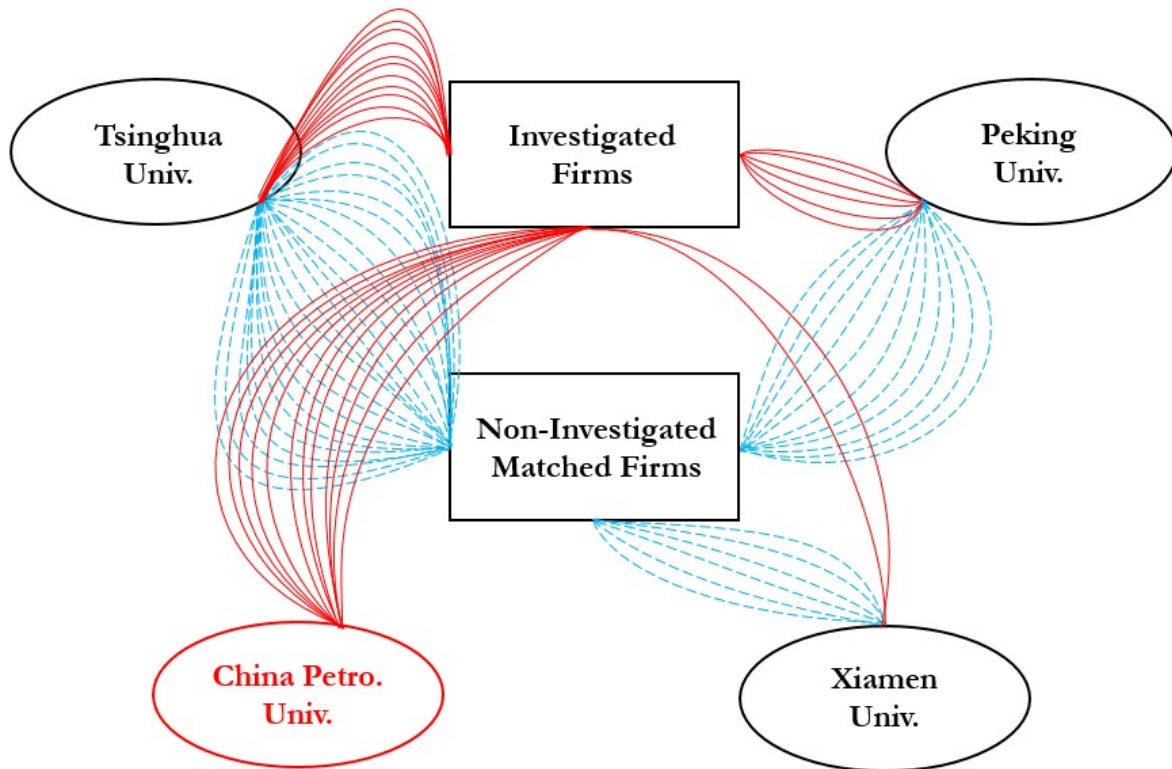 Tsinghua
Univ.
Investigated
Firms
Peking
Univ.
Non-Investigated
Matched Firms
China Petro.
Univ.
Xiamen
Univ.